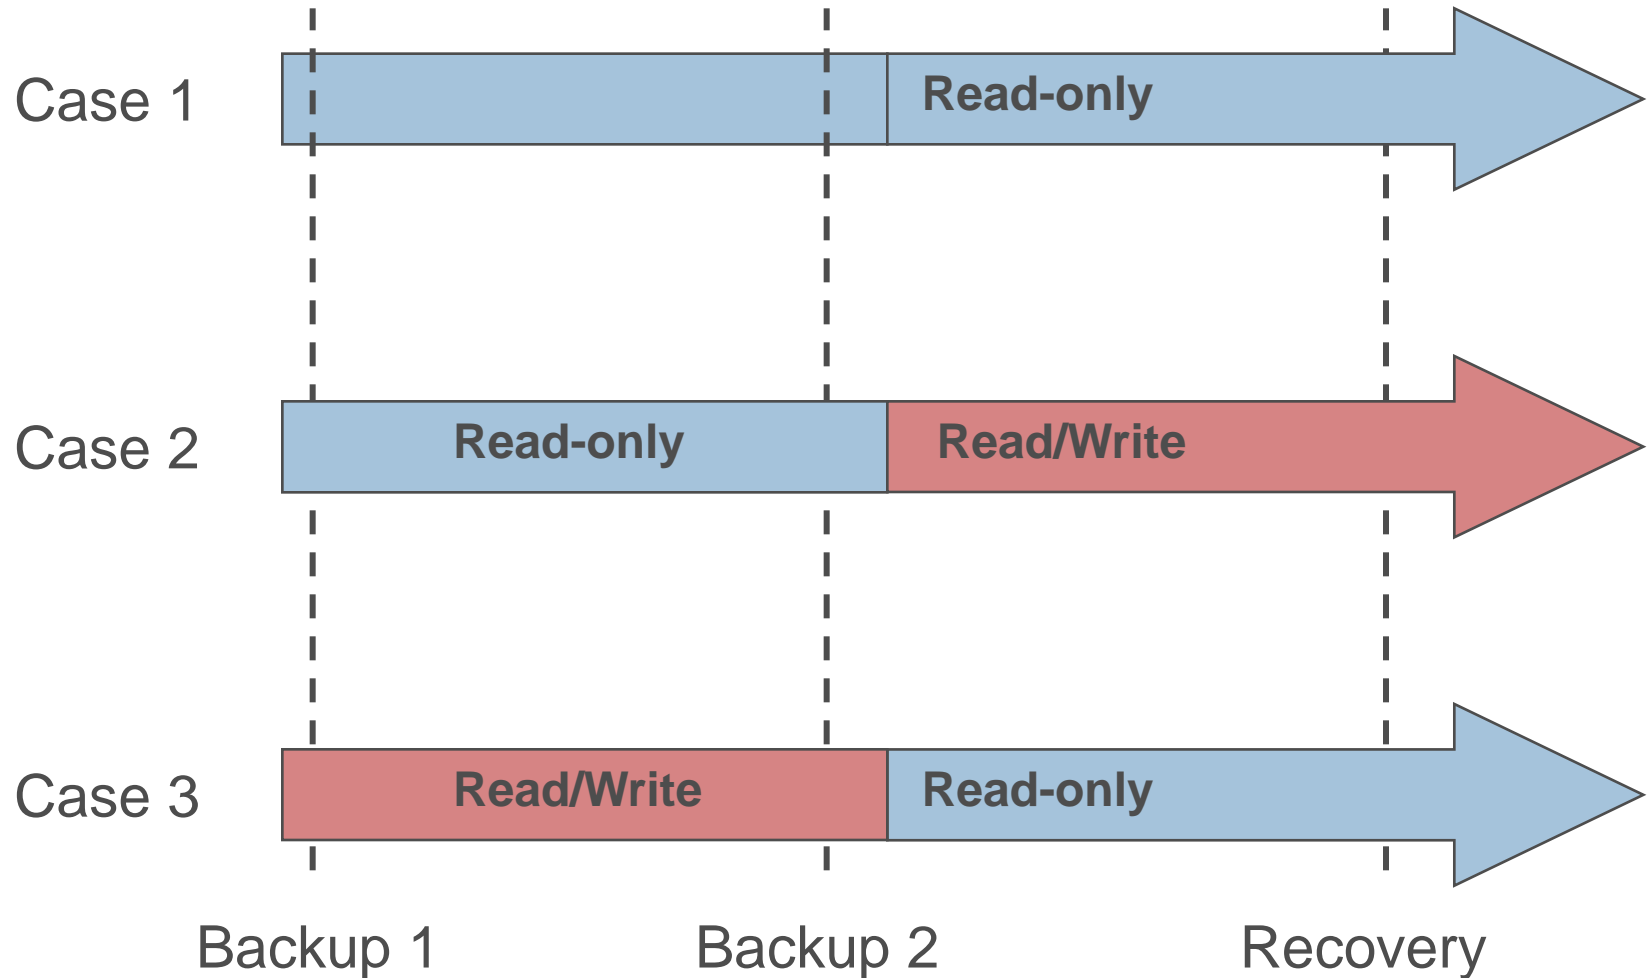 Case 1
Read-only
Case 2
Read-only
Read/Write
Case 3
Read/Write
Read-only
Backup 1
Backup 2
Recovery